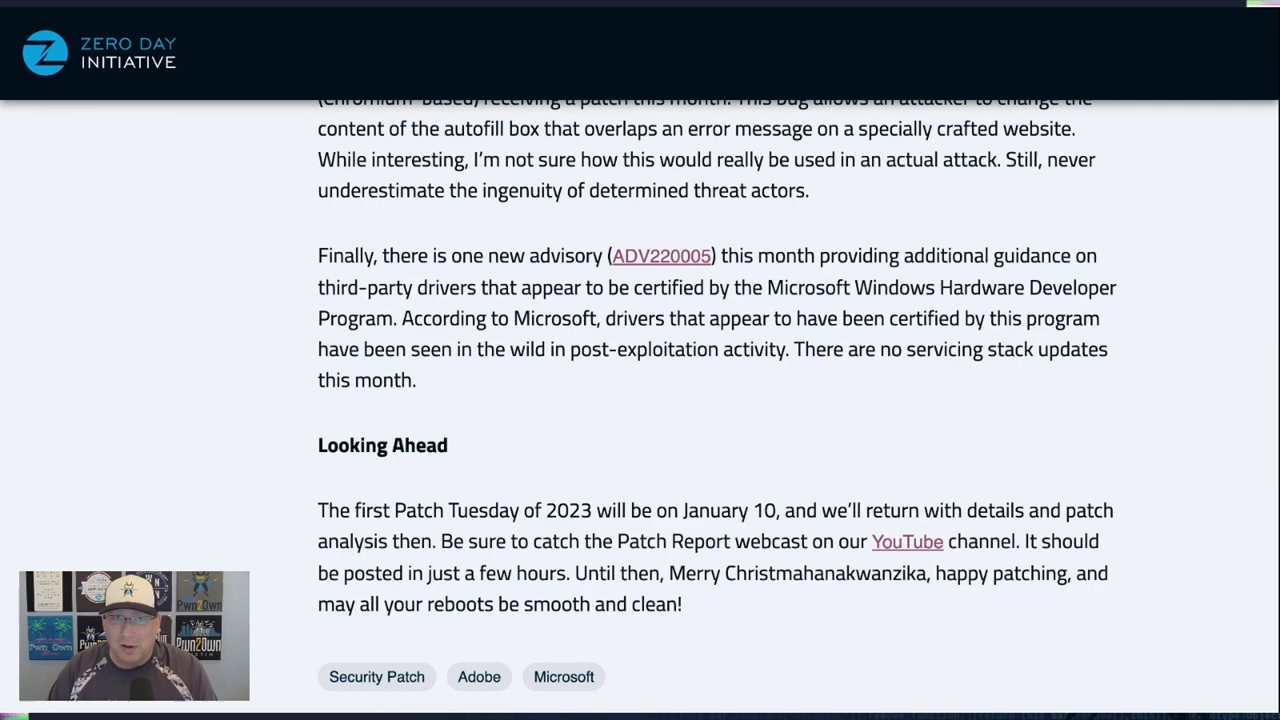 ZERO DAY
INITIATIVE
(Chromium-based) receiving a patch this month. This bug allows an attacker to change the
content of the autofill box that overlaps an error message on a specially crafted website.
While interesting, I’m not sure how this would really be used in an actual attack. Still, never
underestimate the ingenuity of determined threat actors.
Finally, there is one new advisory (ADV220005) this month providing additional guidance on
third-party drivers that appear to be certified by the Microsoft Windows Hardware Developer
Program. According to Microsoft, drivers that appear to have been certified by this program
have been seen in the wild in post-exploitation activity. There are no servicing stack updates
this month.
Looking Ahead
The first Patch Tuesday of 2023 will be on January 10, and we’ll return with details and patch
analysis then. Be sure to catch the Patch Report webcast on our YouTube channel. It should
be posted in just a few hours. Until then, Merry Christmahanakwanzika, happy patching, and
may all your reboots be smooth and clean!
Pwn2Own
Pwn2Own
Security Patch Adobe Microsoft